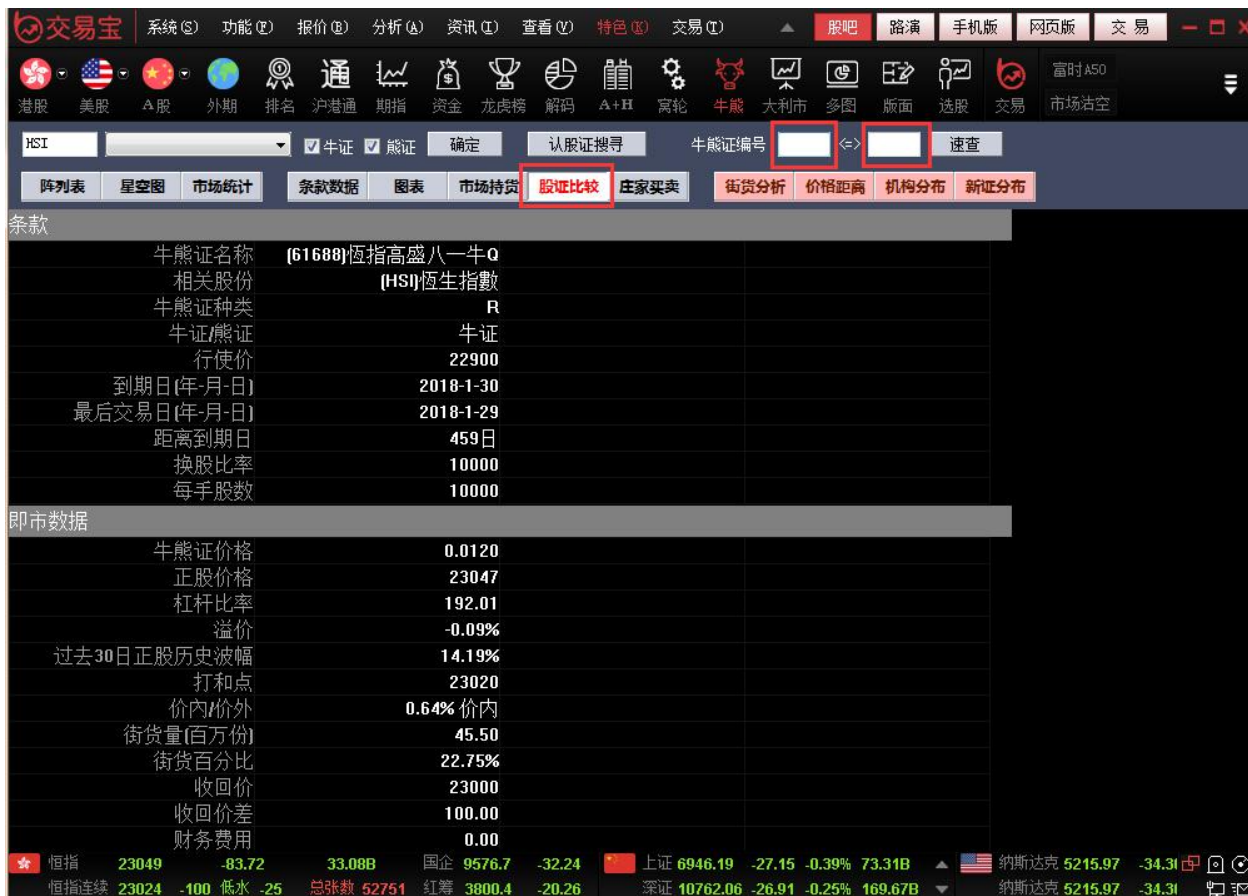 交易宝 系统(S) 功能(F) 报价(B) 分析(A) 资讯(I) 查看(V) 特色(K) 交易(T) 股吧 路演 手机版 网页版 交 易
通 富时A50
港股 美股 A股 外期 排名 沪港通 期指 资金 龙虎榜 解码 A+H 窝轮 牛熊 大利市 多图 版面 选股 交易 市场沽空
HSI 牛证 熊证 确定 认股证搜寻 牛熊证编号 <=> 速查
阵列表 星空图 市场统计 条款数据 图表 市场持货 股证比较 庄家买卖 街货分析 价格距离 机构分布 新证分布
条款
牛熊证名称 (61688)恆指高盛八一牛Q
相关股份 (HSI)恆生指數
牛熊证种类 R
牛证/熊证 牛证
行使价 22900
到期日(年-月-日) 2018-1-30
最后交易日(年-月-日) 2018-1-29
距离到期日 459日
换股比率 10000
每手股数 10000
即市数据
牛熊证价格 0.0120
正股价格 23047
杠杆比率 192.01
溢价 -0.09%
过去30日正股历史波幅 14.19%
打和点 23020
价内/价外 0.64% 价内
街货量(百万份) 45.50
街货百分比 22.75%
收回价 23000
收回价差 100.00
财务费用 0.00
恒指 23049 -83.72 33.08B 国企 9576.7 -32.24 上证 6946.19 -27.15 -0.39% 73.31B 纳斯达克 5215.97
恒指连续 23024 -100 低水 -25 总张数 52751 红筹 3800.4 -20.26 深证 10762.06 -26.91 -0.25% 169.67B 纳斯达克 5215.97